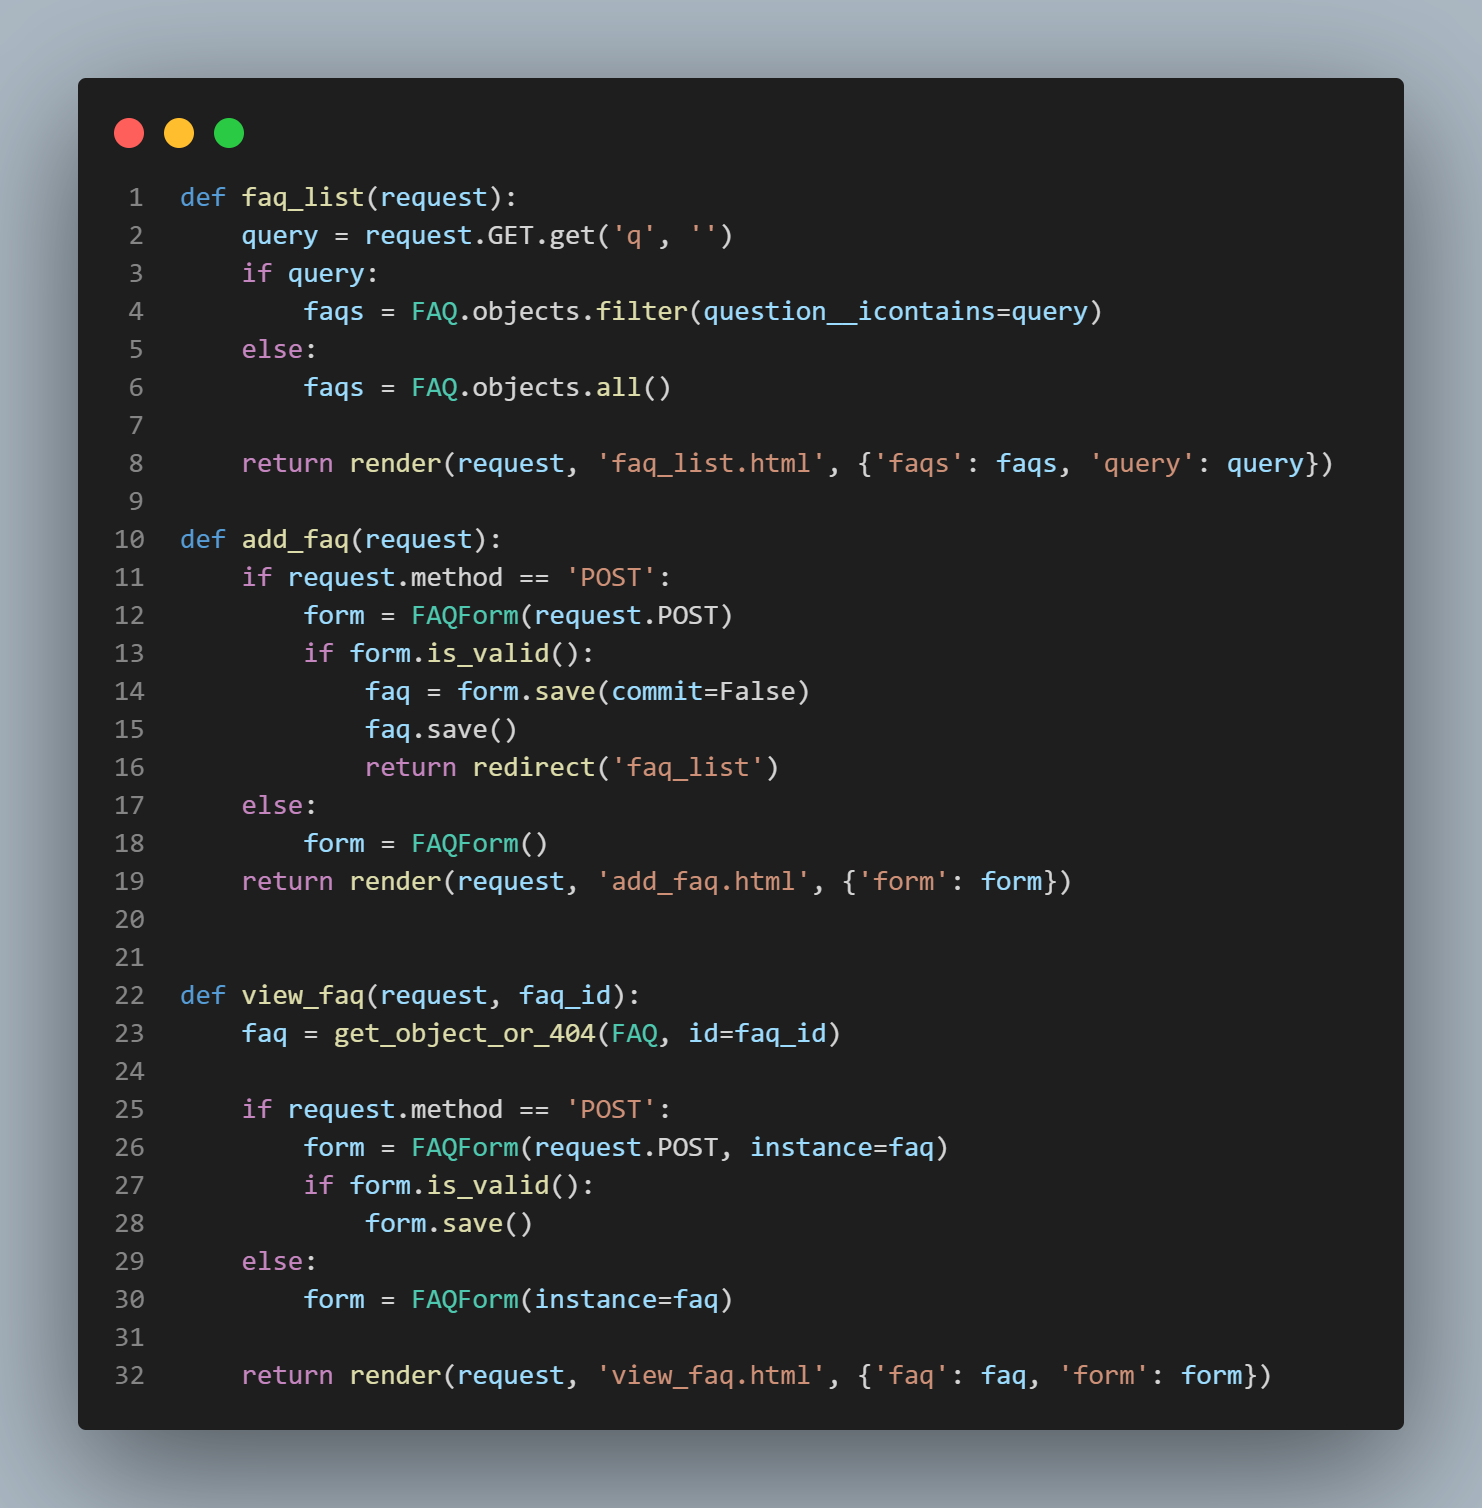 1 def faq_list(request):
2     query = request.GET.get('q', '')
3     if query:
4         faqs = FAQ.objects.filter(question__icontains=query)
5     else:
6         faqs = FAQ.objects.all()
7
8     return render(request, 'faq_list.html', {'faqs': faqs, 'query': query})
9
10 def add_faq(request):
11     if request.method == 'POST':
12         form = FAQForm(request.POST)
13         if form.is_valid():
14             faq = form.save(commit=False)
15             faq.save()
16             return redirect('faq_list')
17     else:
18         form = FAQForm()
19     return render(request, 'add_faq.html', {'form': form})
20
21
22 def view_faq(request, faq_id):
23     faq = get_object_or_404(FAQ, id=faq_id)
24
25     if request.method == 'POST':
26         form = FAQForm(request.POST, instance=faq)
27         if form.is_valid():
28             form.save()
29     else:
30         form = FAQForm(instance=faq)
31
32     return render(request, 'view_faq.html', {'faq': faq, 'form': form})